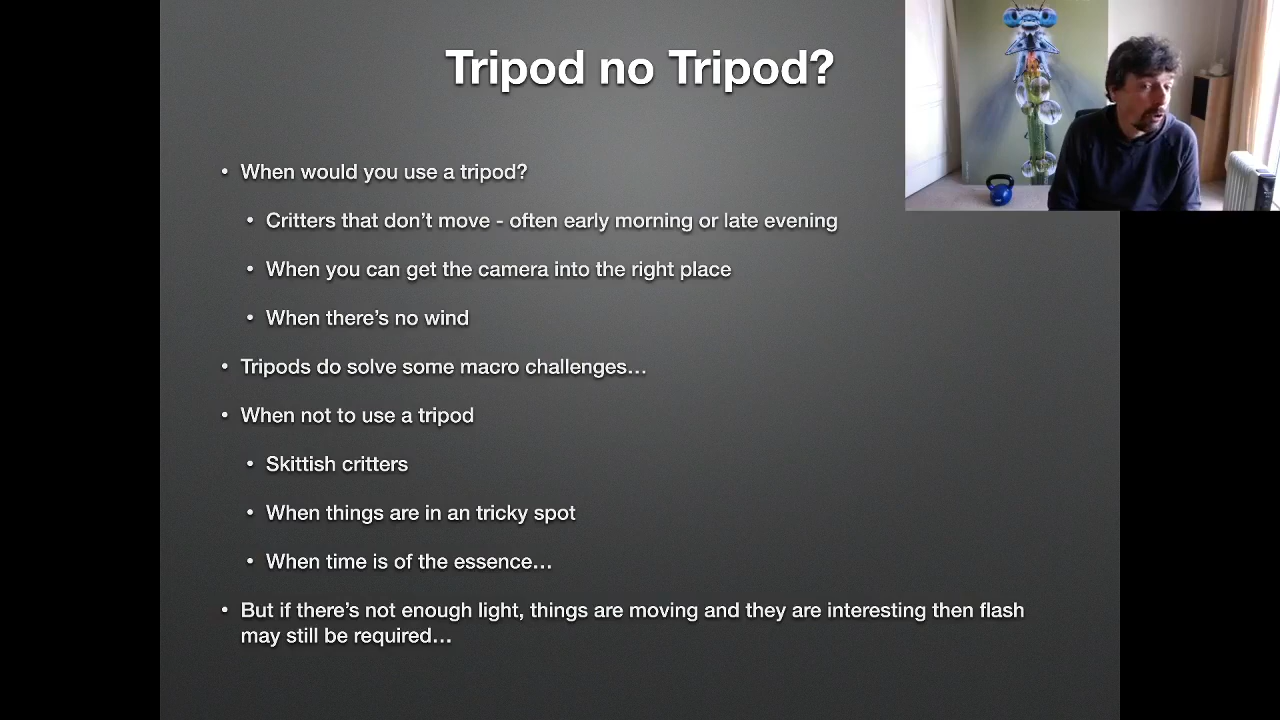 Tripod no Tripod?
• When would you use a tripod?
• Critters that don’t move - often early morning or late evening
• When you can get the camera into the right place
• When there’s no wind
• Tripods do solve some macro challenges…
• When not to use a tripod
• Skittish critters
• When things are in an tricky spot
• When time is of the essence…
• But if there’s not enough light, things are moving and they are interesting then flash
may still be required…